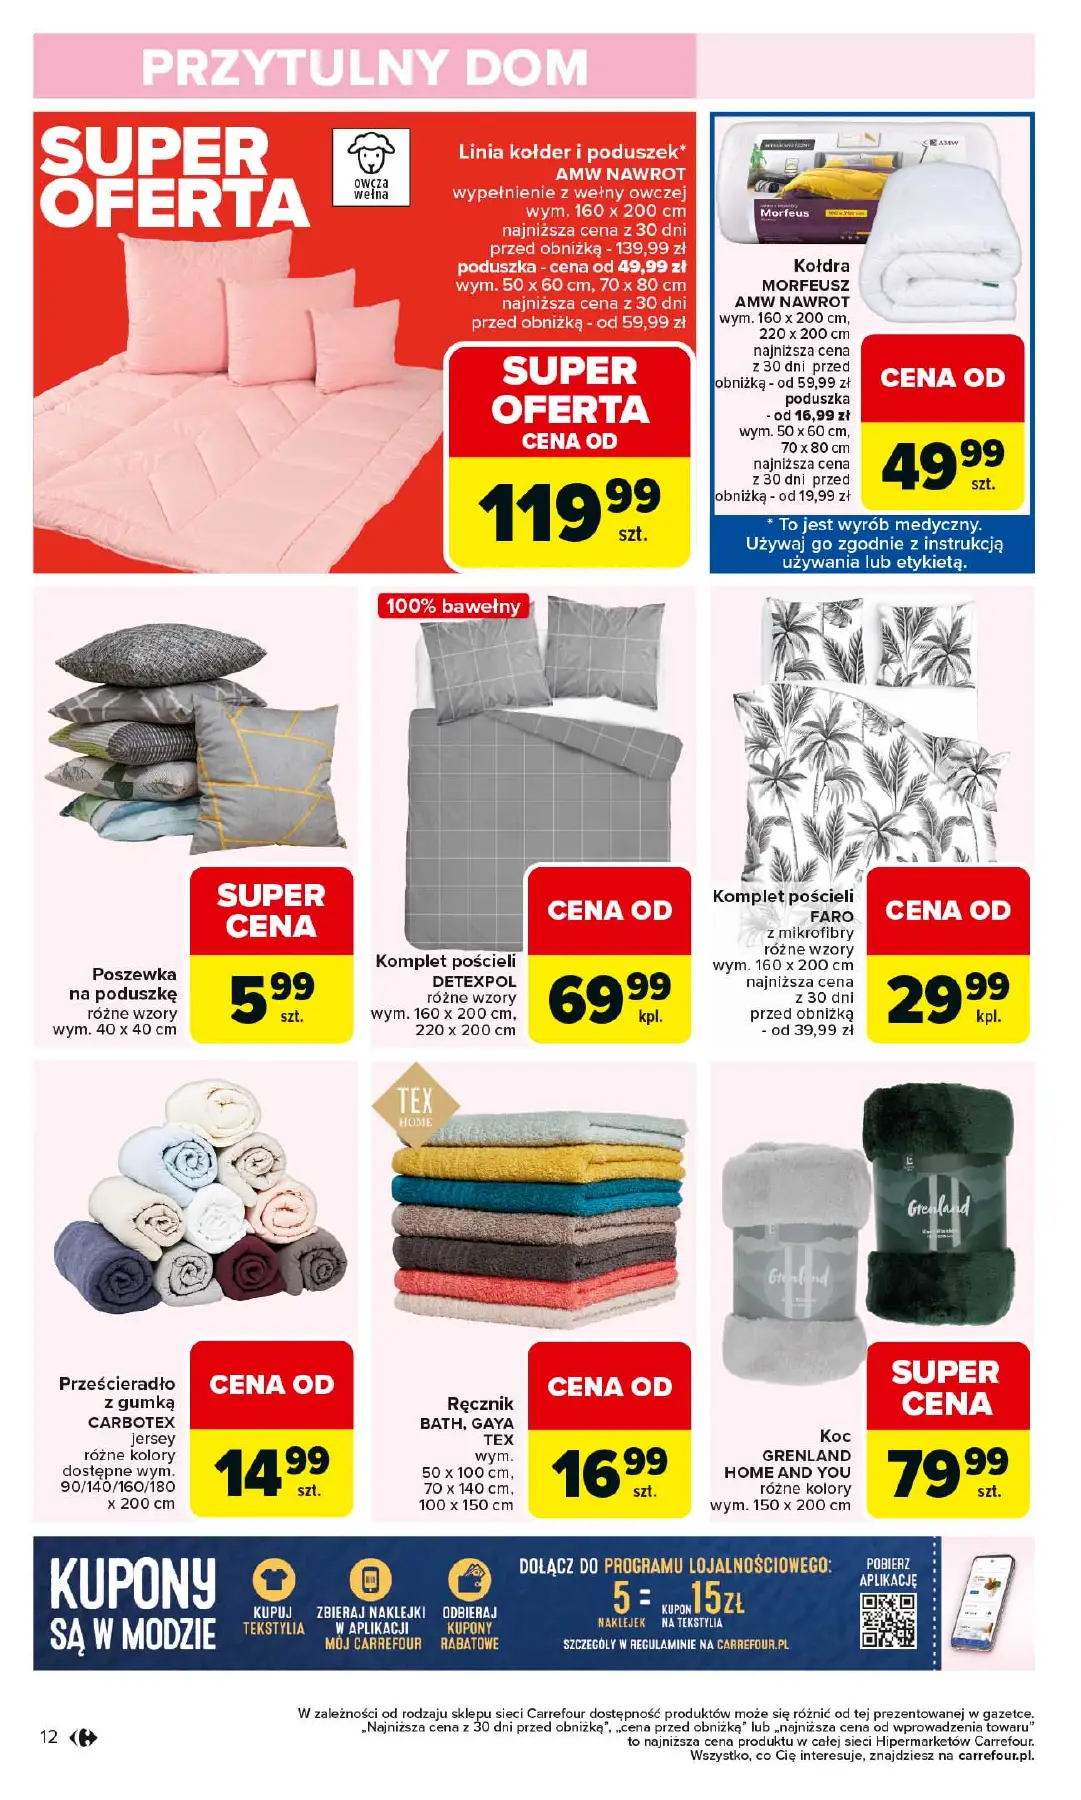 PRZYTULNY DOM
SUPER
OFERTA
owcza
wełna
Linia kołder i poduszek*
AMW NAWROT
wypełnienie z wełny owczej
wym. 160 x 200 cm
najniższa cena z 30 dni
przed obniżką - 139,99 zł
poduszka - cena od 49,99 zł
wym. 50 x 60 cm, 70 x 80 cm
najniższa cena z 30 dni
przed obniżką - od 59,99 zł
SUPER
OFERTA
CENA OD
119 99
szt.
AMW
Morfeus
Kołdra
MORFEUSZ
AMW NAWROT
wym. 160 x 200 cm,
220 x 200 cm
najniższa cena
z 30 dni przed
obniżką - od 59,99 zł
poduszka
- od 16,99 zł
wym. 50 x 60 cm,
70 x 80 cm
najniższa cena
z 30 dni przed
obniżką - od 19,99 zł
CENA OD
49 99
szt.
* To jest wyrób medyczny.
Używaj go zgodnie z instrukcją
używania lub etykietą.
Poszewka
na poduszkę
różne wzory
wym. 40 x 40 cm
SUPER
CENA
5 99
szt.
100% bawełny
Komplet pościeli
DETEXPOL
różne wzory
wym. 160 x 200 cm,
220 x 200 cm
CENA OD
69 99
kpl.
Komplet pościeli
FARO
z mikrofibry
różne wzory
wym. 160 x 200 cm
najniższa cena
z 30 dni
przed obniżką
- od 39,99 zł
CENA OD
29 99
kpl.
Prześcieradło
z gumką
CARBOTEX
jersey
różne kolory
dostępne wym.
90/140/160/180
x 200 cm
CENA OD
14 99
szt.
TEX
HOME
Ręcznik
BATH, GAYA
TEX
wym.
50 x 100 cm,
70 x 140 cm,
100 x 150 cm
CENA OD
16 99
szt.
Grenland
Grenland
Koc
GRENLAND
HOME AND YOU
różne kolory
wym. 150 x 200 cm
SUPER
CENA
79 99
szt.
KUPONY
SĄ W MODZIE
KUPUJ
TEKSTYLIA
ZBIERAJ NAKLEJKI
W APLIKACJI
MÓJ CARREFOUR
ODBIERAJ
KUPONY
RABATOWE
DOŁĄCZ DO PROGRAMU LOJALNOŚCIOWEGO:
5 NAKLEJEK = KUPON 15ZŁ NA TEKSTYLIA
SZCZEGÓŁY W REGULAMINIE NA CARREFOUR.PL
POBIERZ
APLIKACJĘ
W zależności od rodzaju sklepu sieci Carrefour dostępność produktów może się różnić od tej prezentowanej w gazetce.
„Najniższa cena z 30 dni przed obniżką”, „cena przed obniżką” lub „najniższa cena od wprowadzenia towaru”
to najniższa cena produktu w całej sieci Hipermarketów Carrefour.
Wszystko, co Cię interesuje, znajdziesz na carrefour.pl.
12